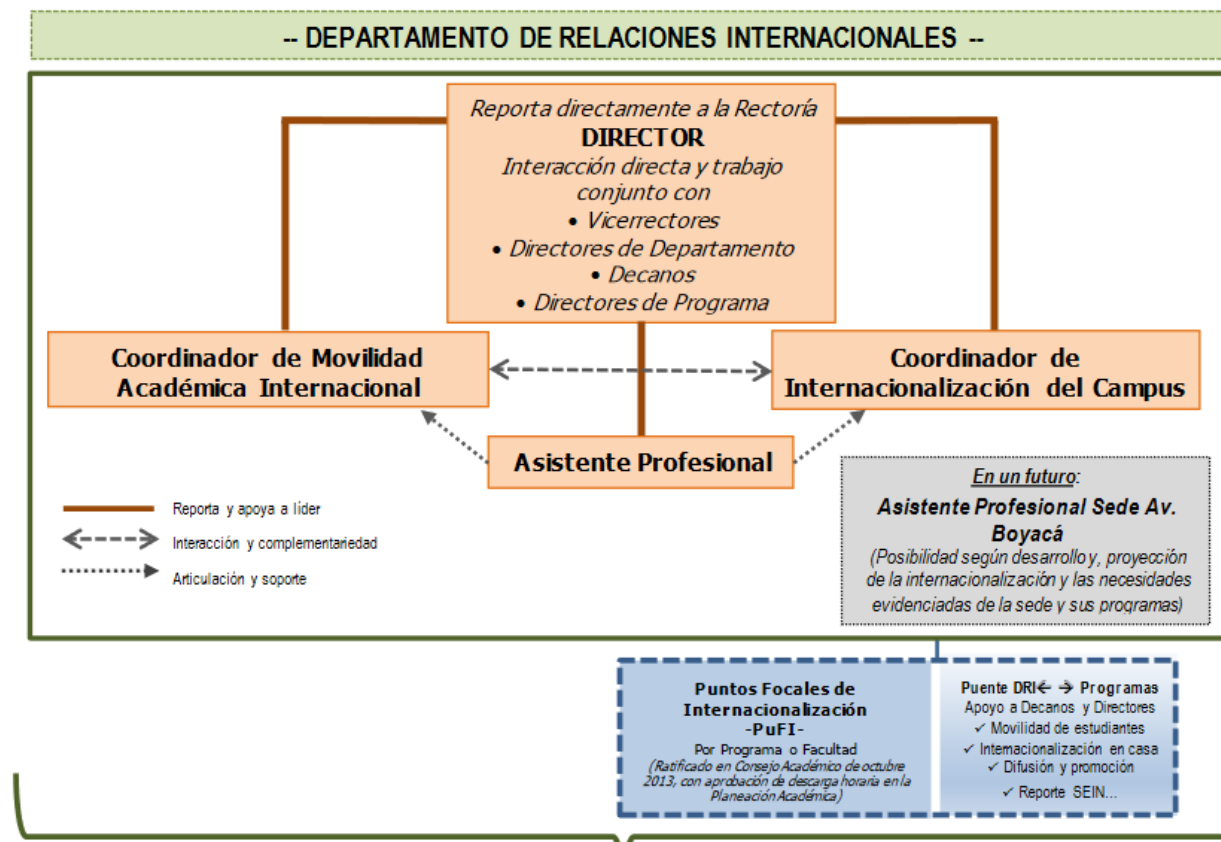 -- DEPARTAMENTO DE RELACIONES INTERNACIONALES --
Reporta directamente a la Rectoría
DIRECTOR
Interacción directa y trabajo
conjunto con
• Vicerrectores
• Directores de Departamento
• Decanos
• Directores de Programa
Coordinador de Movilidad
Académica Internacional
Coordinador de
Internacionalización del Campus
Asistente Profesional
Reporta y apoya a líder
Interacción y complementariedad
Articulación y soporte
En un futuro:
Asistente Profesional Sede Av.
Boyacá
(Posibilidad según desarrollo y, proyección
de la internacionalización y las necesidades
evidenciadas de la sede y sus programas)
Puntos Focales de
Internacionalización
-PuFI-
Por Programa o Facultad
(Ratificado en Consejo Académico de octubre
2013, con aprobación de descarga horaria en la
Planeación Académica)
Puente DRI← → Programas
Apoyo a Decanos y Directores
✓ Movilidad de estudiantes
✓ Internacionalización en casa
✓ Difusión y promoción
✓ Reporte SEIN...